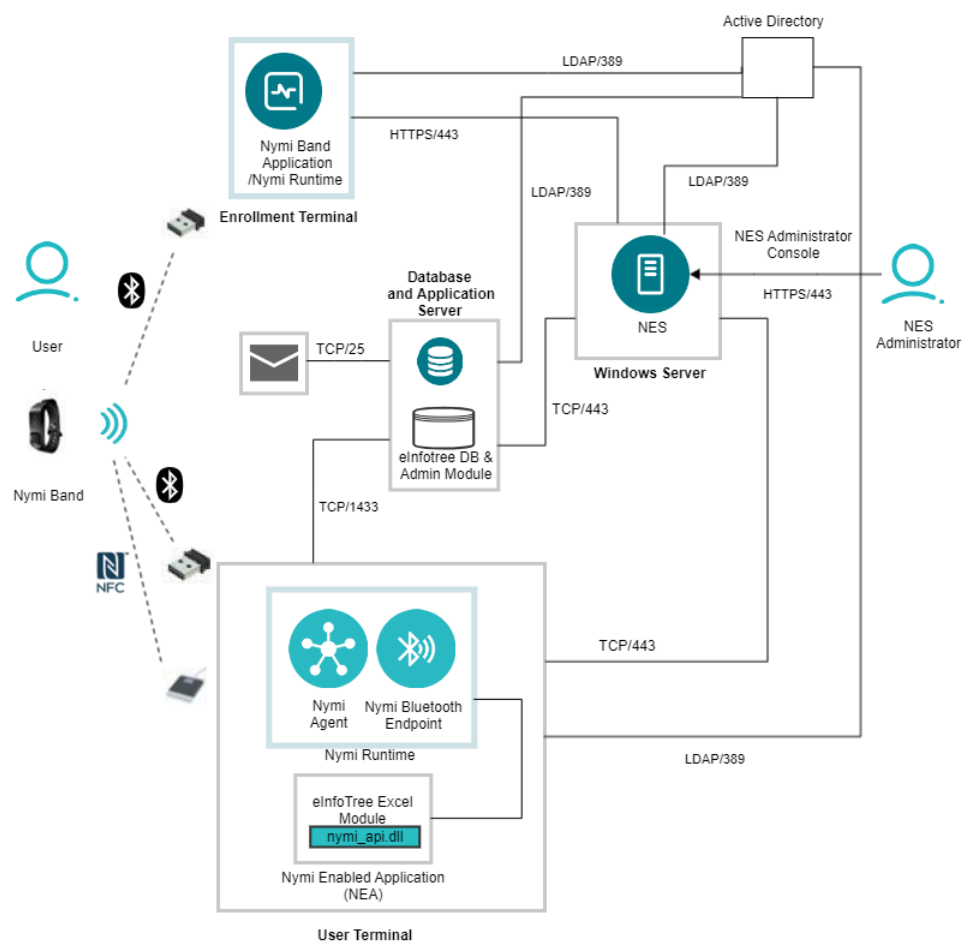 Active Directory
LDAP/389
Nymi Band
Application
/Nymi Runtime
HTTPS/443
Enrollment Terminal
LDAP/389
LDAP/389
NES Administrator
Console
HTTPS/443
NES
Windows Server
NES
Administrator
User
Database
and Application
Server
TCP/25
eInfotree DB &
Admin Module
TCP/443
Nymi Band
TCP/1433
NFC
TCP/443
Nymi
Agent
Nymi Bluetooth
Endpoint
Nymi Runtime
LDAP/389
eInfoTree Excel
Module
nymi_api.dll
Nymi Enabled Application
(NEA)
User Terminal